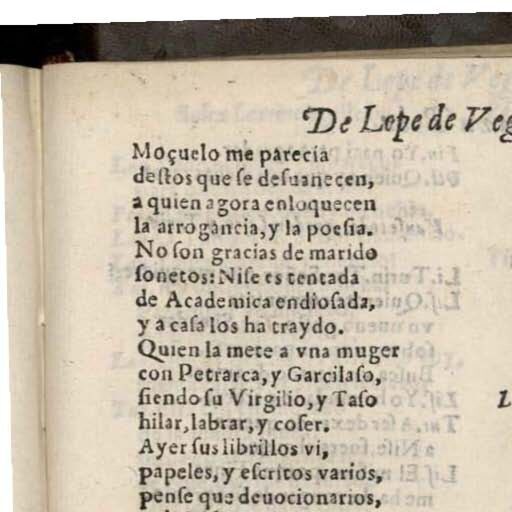 De Lope de Veg
Moçuelo me parecia
destos que se desuanecen,
a quien agora enloquecen
la arrogancia, y la poesia.
No son gracias de marido
sonetos: Nise es tentada
de Academica endiosada,
y a casa los ha traydo.
Quien la mete a vna muger
con Petrarca, y Garcilaso,
siendo su Virgilio, y Taso
hilar, labrar, y coser.
Ayer sus librillos vi,
papeles, y escritos varios,
pense que deuocionarios,